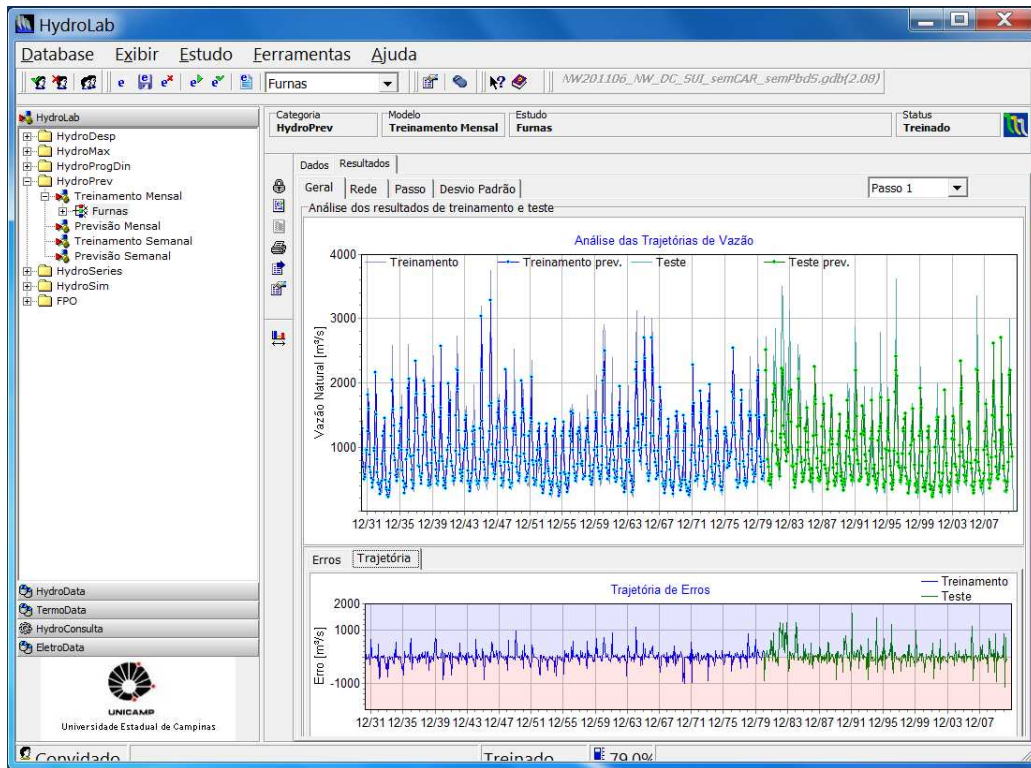 HydroLab
Database Exibir Estudo Ferramentas Ajuda
Furnas
NW201106_NW_DC_SUI_semCAR_semPbdS.gdb(2.08)
HydroLab
HydroDesp
HydroMax
HydroProgDin
HydroPrev
Treinamento Mensal
Furnas
Previsão Mensal
Treinamento Semanal
Previsão Semanal
HydroSeries
HydroSim
FPO
HydroData
TermoData
HydroConsulta
EletroData
UNICAMP
Universidade Estadual de Campinas
Categoria Modelo Estudo Status
HydroPrev Treinamento Mensal Furnas Treinado
Dados Resultados
Geral Rede Passo Desvio Padrão Passo 1
Análise dos resultados de treinamento e teste
Análise das Trajetórias de Vazão
Treinamento Treinamento prev. Teste Teste prev.
Vazão Natural [m³/s]
4000
3000
2000
1000
12/31 12/35 12/39 12/43 12/47 12/51 12/55 12/59 12/63 12/67 12/71 12/75 12/79 12/83 12/87 12/91 12/95 12/99 12/03 12/07
Erros Trajetória
Trajetória de Erros
Treinamento
Teste
Erro [m³/s]
2000
1000
-1000
12/31 12/35 12/39 12/43 12/47 12/51 12/55 12/59 12/63 12/67 12/71 12/75 12/79 12/83 12/87 12/91 12/95 12/99 12/03 12/07
Convidado Treinado 79.0%